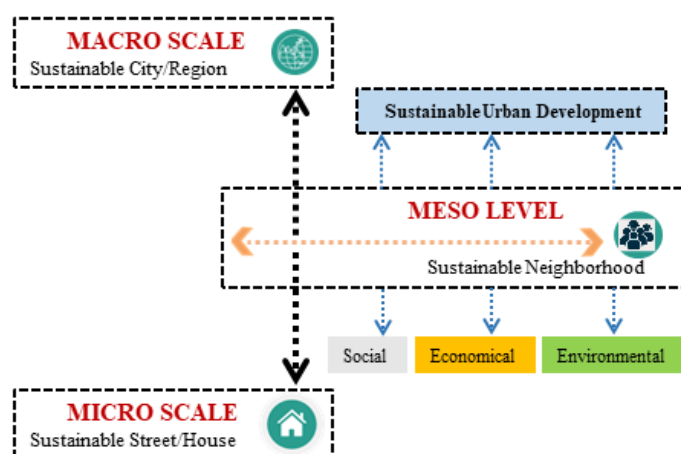 MACRO SCALE
Sustainable City/Region
Sustainable Urban Development
MESO LEVEL
Sustainable Neighborhood
Social
Economical
Environmental
MICRO SCALE
Sustainable Street/House